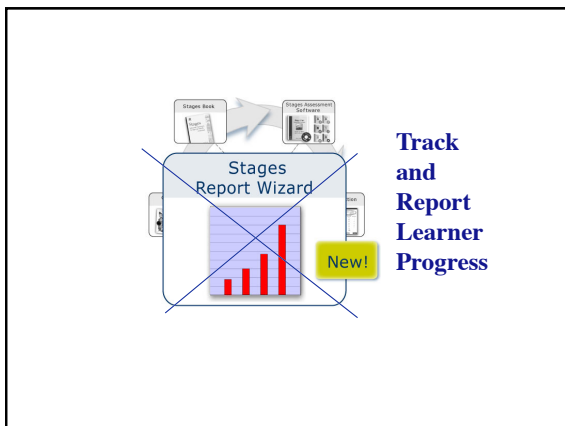 Stages Book
Stages Assessment
Software
Stages
Report Wizard
New!
Track
and
Report
Learner
Progress